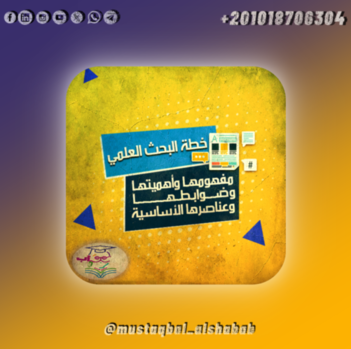 +201018706304
خطة البحث العلمي
#
مفهومها وأهميتها
وضوابطها
وعناصرها الأساسية
@mustaqbal_alshabab